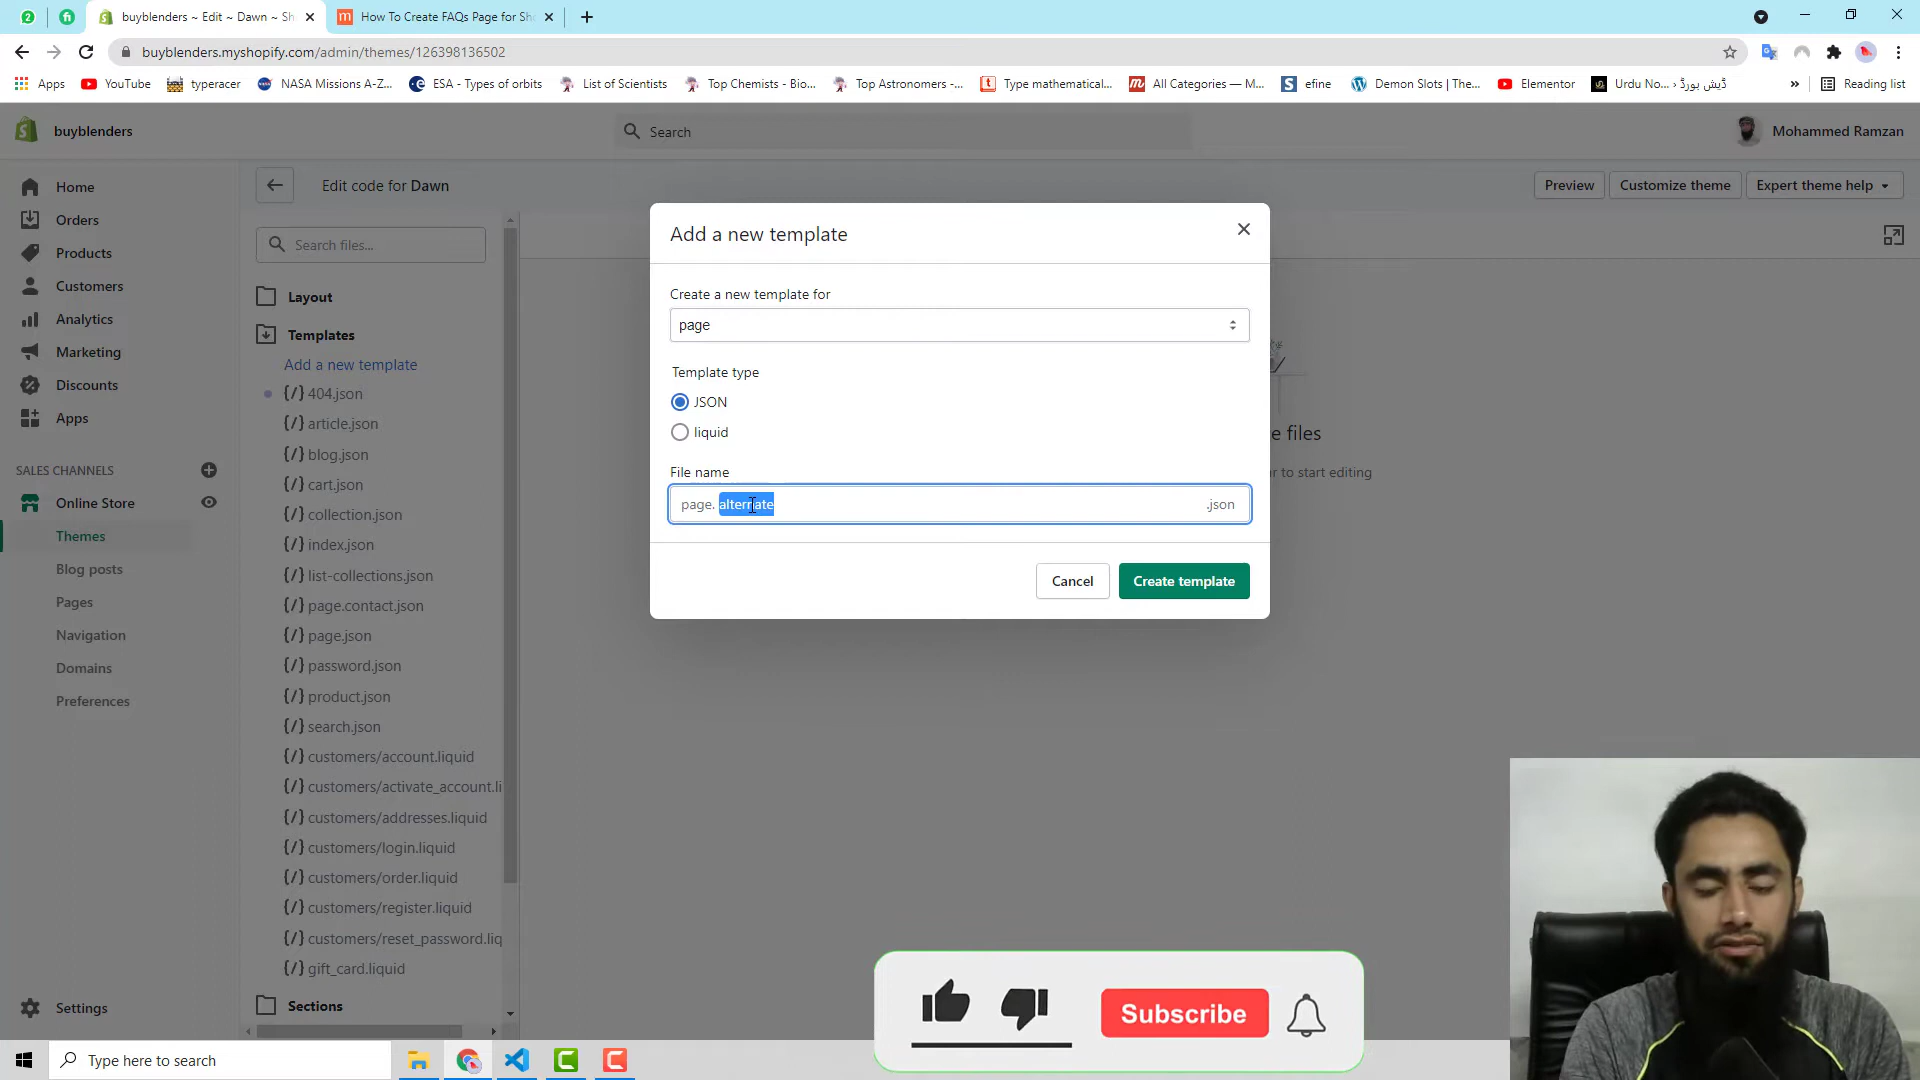 buyblenders ~ Edit ~ Dawn ~ Sh
How To Create FAQs Page for Sh
buyblenders.myshopify.com/admin/themes/126398136502
Apps
YouTube
typeracer
NASA Missions A-Z...
ESA - Types of orbits
List of Scientists
Top Chemists - Bio...
Top Astronomers -...
Type mathematical...
All Categories — M...
efine
Demon Slots | The...
Elementor
Urdu No... › ڈیش بورڈ
»
Reading list
buyblenders
Search
Mohammed Ramzan
Home
Orders
Products
Customers
Analytics
Marketing
Discounts
Apps
SALES CHANNELS
Online Store
Themes
Blog posts
Pages
Navigation
Domains
Preferences
Settings
Edit code for Dawn
Preview
Customize theme
Expert theme help
Search files...
Layout
Templates
Add a new template
{/} 404.json
{/} article.json
{/} blog.json
{/} cart.json
{/} collection.json
{/} index.json
{/} list-collections.json
{/} page.contact.json
{/} page.json
{/} password.json
{/} product.json
{/} search.json
{/} customers/account.liquid
{/} customers/activate_account.li
{/} customers/addresses.liquid
{/} customers/login.liquid
{/} customers/order.liquid
{/} customers/register.liquid
{/} customers/reset_password.liq
{/} gift_card.liquid
Sections
Add a new template
Create a new template for
page
Template type
JSON
liquid
File name
page. alternate .json
Cancel
Create template
e files
r to start editing
Subscribe
Type here to search